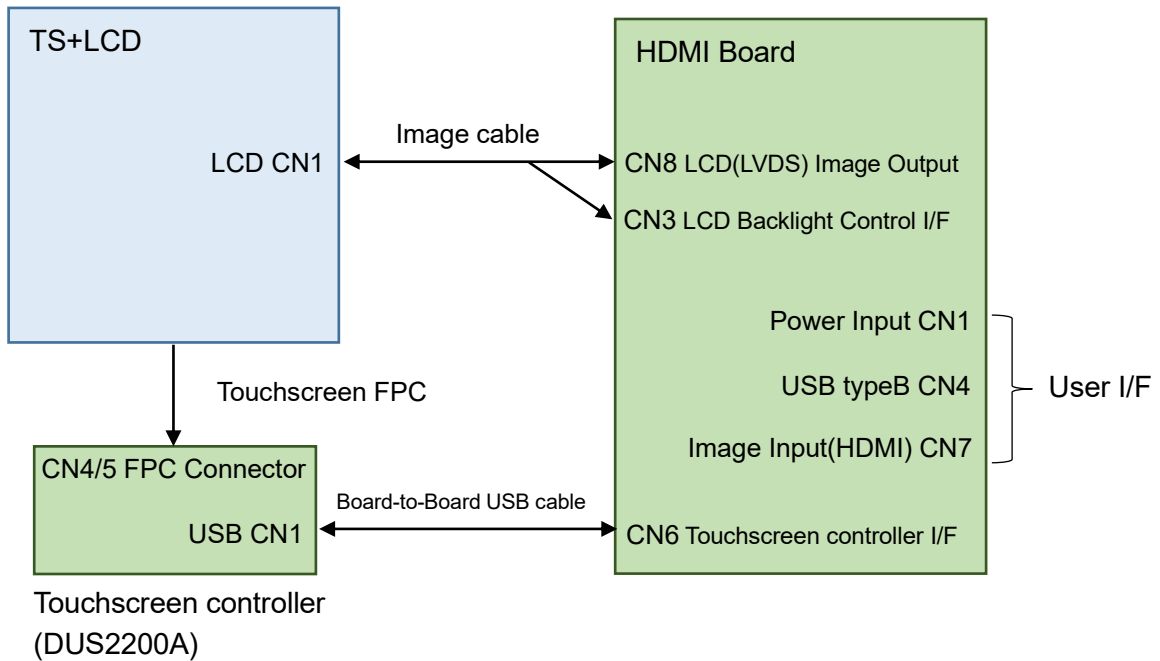 TS+LCD
HDMI Board
Image cable
LCD CN1
CN8 LCD(LVDS) Image Output
CN3 LCD Backlight Control I/F
Power Input CN1
USB typeB CN4
User I/F
Image Input(HDMI) CN7
Touchscreen FPC
CN4/5 FPC Connector
Board-to-Board USB cable
USB CN1
CN6 Touchscreen controller I/F
Touchscreen controller
(DUS2200A)